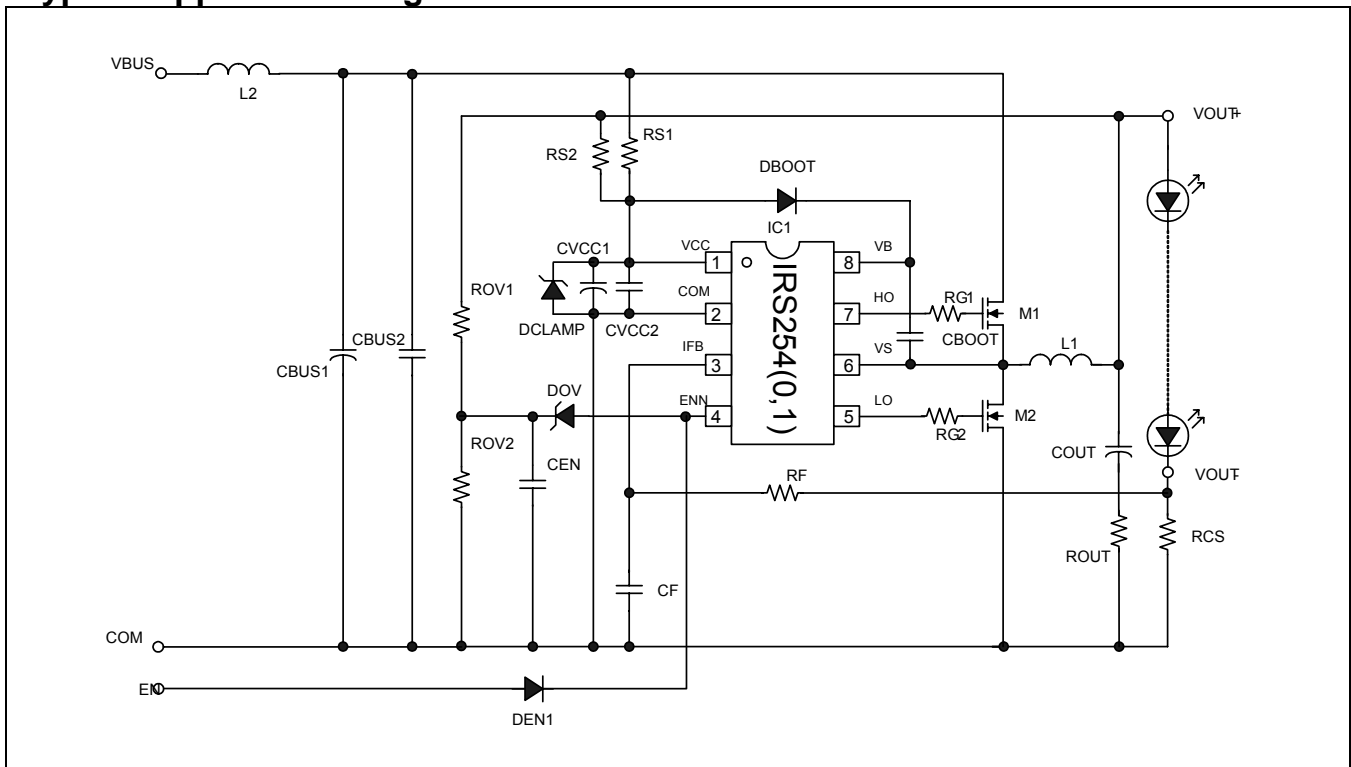 VBUS
L2
VOUT+
RS1
RS2
DBOOT
IC1
CVCC1
VCC
VB
1
8
IRS254(0,1)
ROV1
COM
HO
RG1
2
7
M1
DCLAMP
CVCC2
CBOOT
L1
CBUS2
IFB
VS
3
6
CBUS1
DOV
ENN
LO
4
5
M2
RG2
ROV2
CEN
COUT
RF
VOUT-
ROUT
RCS
CF
COM
EN
DEN1